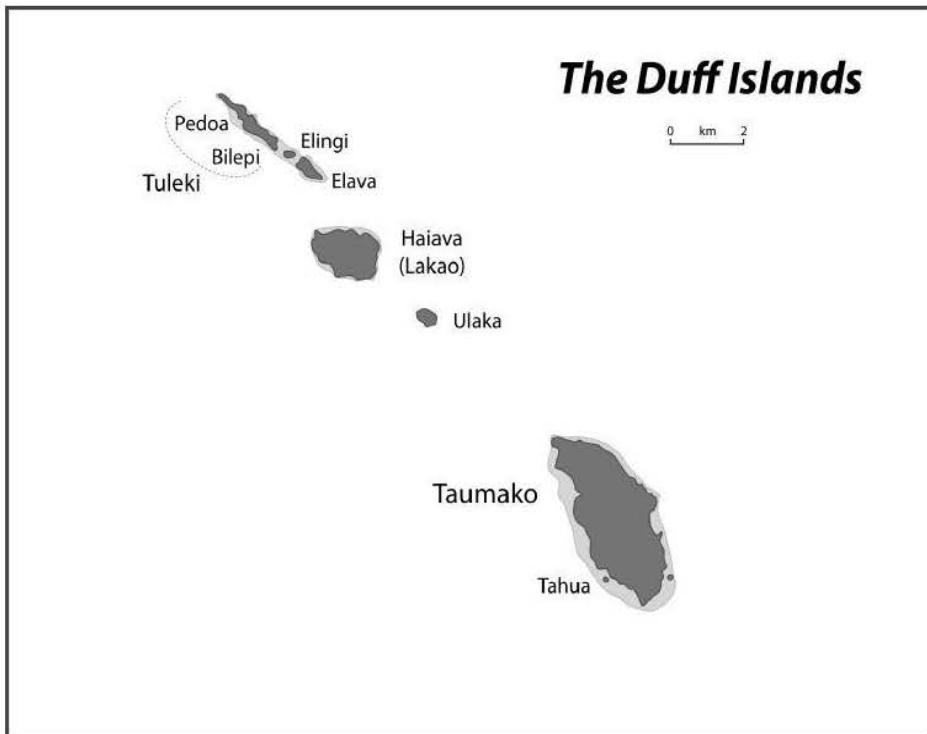 The Duff Islands
0 km 2
Pedoa
Elingi
Bilepi
Tuleki
Elava
Haiava
(Lakao)
Ulaka
Taumako
Tahua